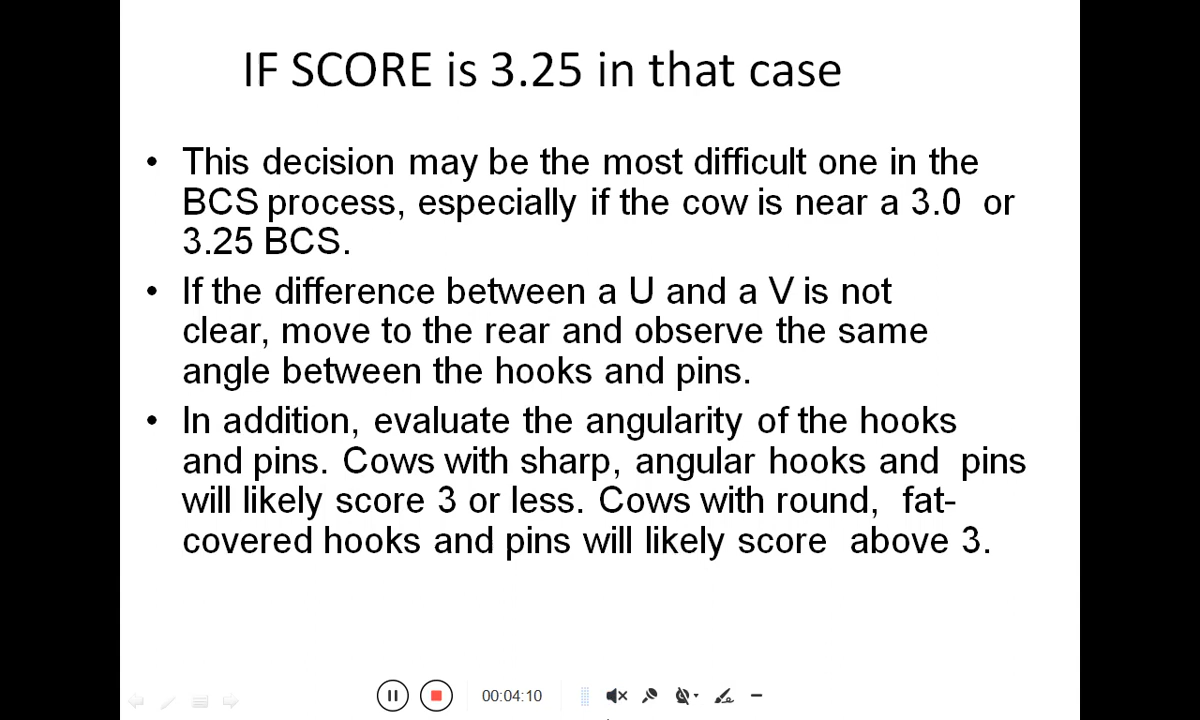 IF SCORE is 3.25 in that case
• This decision may be the most difficult one in the
BCS process, especially if the cow is near a 3.0 or
3.25 BCS.
• If the difference between a U and a V is not
clear, move to the rear and observe the same
angle between the hooks and pins.
• In addition, evaluate the angularity of the hooks
and pins. Cows with sharp, angular hooks and pins
will likely score 3 or less. Cows with round, fat-
covered hooks and pins will likely score above 3.
00:04:10